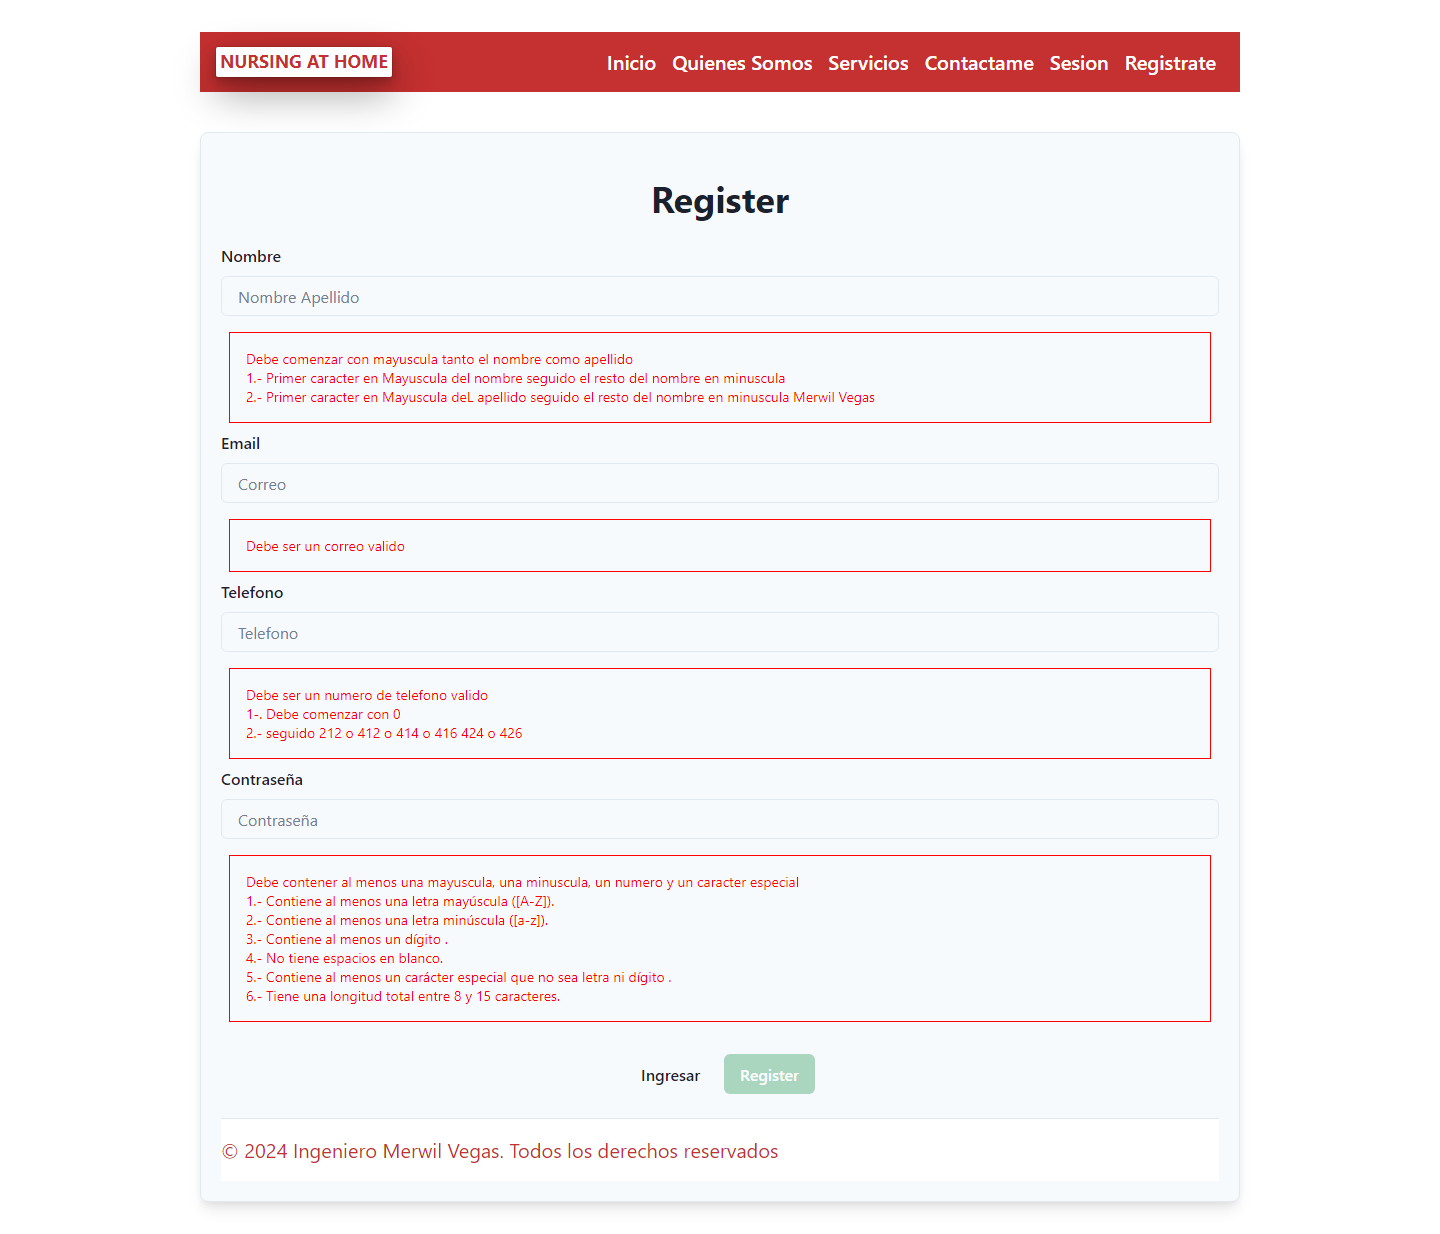 NURSING AT HOME
Inicio Quienes Somos Servicios Contactame Sesion Registrate
Register
Nombre
Nombre Apellido
Debe comenzar con mayuscula tanto el nombre como apellido
1.- Primer caracter en Mayuscula del nombre seguido el resto del nombre en minuscula
2.- Primer caracter en Mayuscula deL apellido seguido el resto del nombre en minuscula Merwil Vegas
Email
Correo
Debe ser un correo valido
Telefono
Telefono
Debe ser un numero de telefono valido
1-. Debe comenzar con 0
2.- seguido 212 o 412 o 414 o 416 424 o 426
Contraseña
Contraseña
Debe contener al menos una mayuscula, una minuscula, un numero y un caracter especial
1.- Contiene al menos una letra mayúscula ([A-Z]).
2.- Contiene al menos una letra minúscula ([a-z]).
3.- Contiene al menos un dígito .
4.- No tiene espacios en blanco.
5.- Contiene al menos un carácter especial que no sea letra ni dígito .
6.- Tiene una longitud total entre 8 y 15 caracteres.
Ingresar Register
© 2024 Ingeniero Merwil Vegas. Todos los derechos reservados